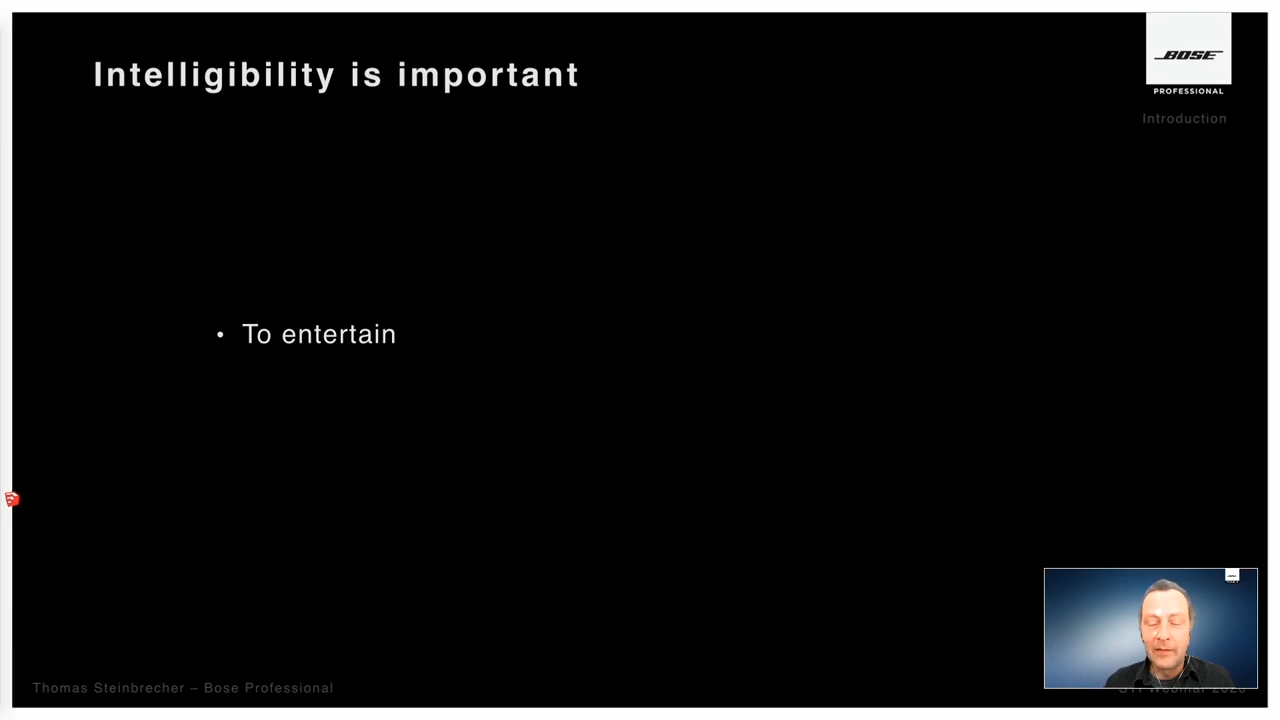 Intelligibility is important
BOSE
PROFESSIONAL
Introduction
• To entertain
Thomas Steinbrecher – Bose Professional